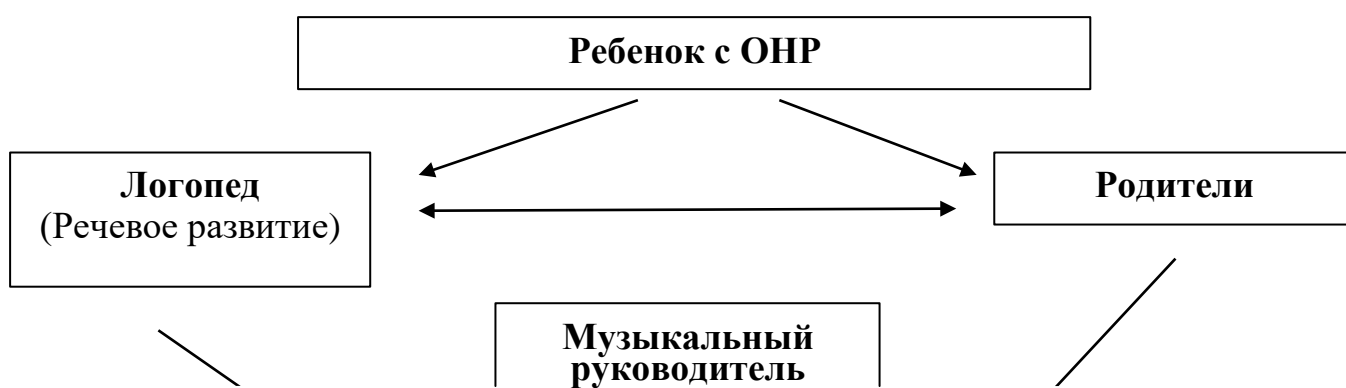 Ребенок с ОНР
Логопед
(Речевое развитие)
Родители
Музыкальный
руководитель